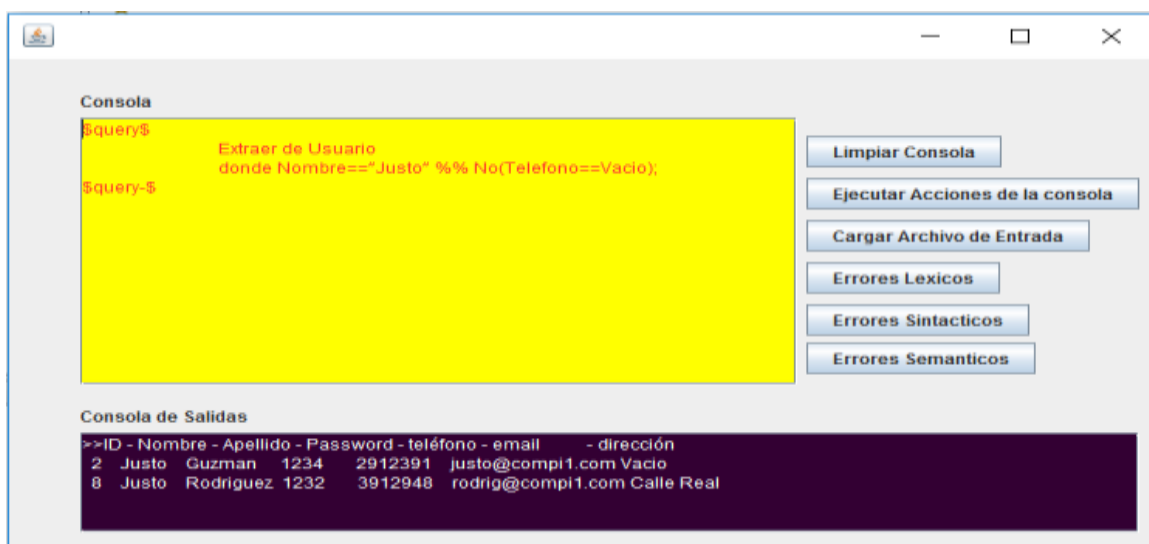 Consola
$query$
Extraer de Usuario
donde Nombre=="Justo" %% No(Telefono==Vacio);
$query-$
Limpiar Consola
Ejecutar Acciones de la consola
Cargar Archivo de Entrada
Errores Lexicos
Errores Sintacticos
Errores Semanticos
Consola de Salidas
>>ID - Nombre - Apellido - Password - teléfono - email - dirección
2 Justo Guzman 1234 2912391 justo@compi1.com Vacio
8 Justo Rodriguez 1232 3912948 rodrig@compi1.com Calle Real